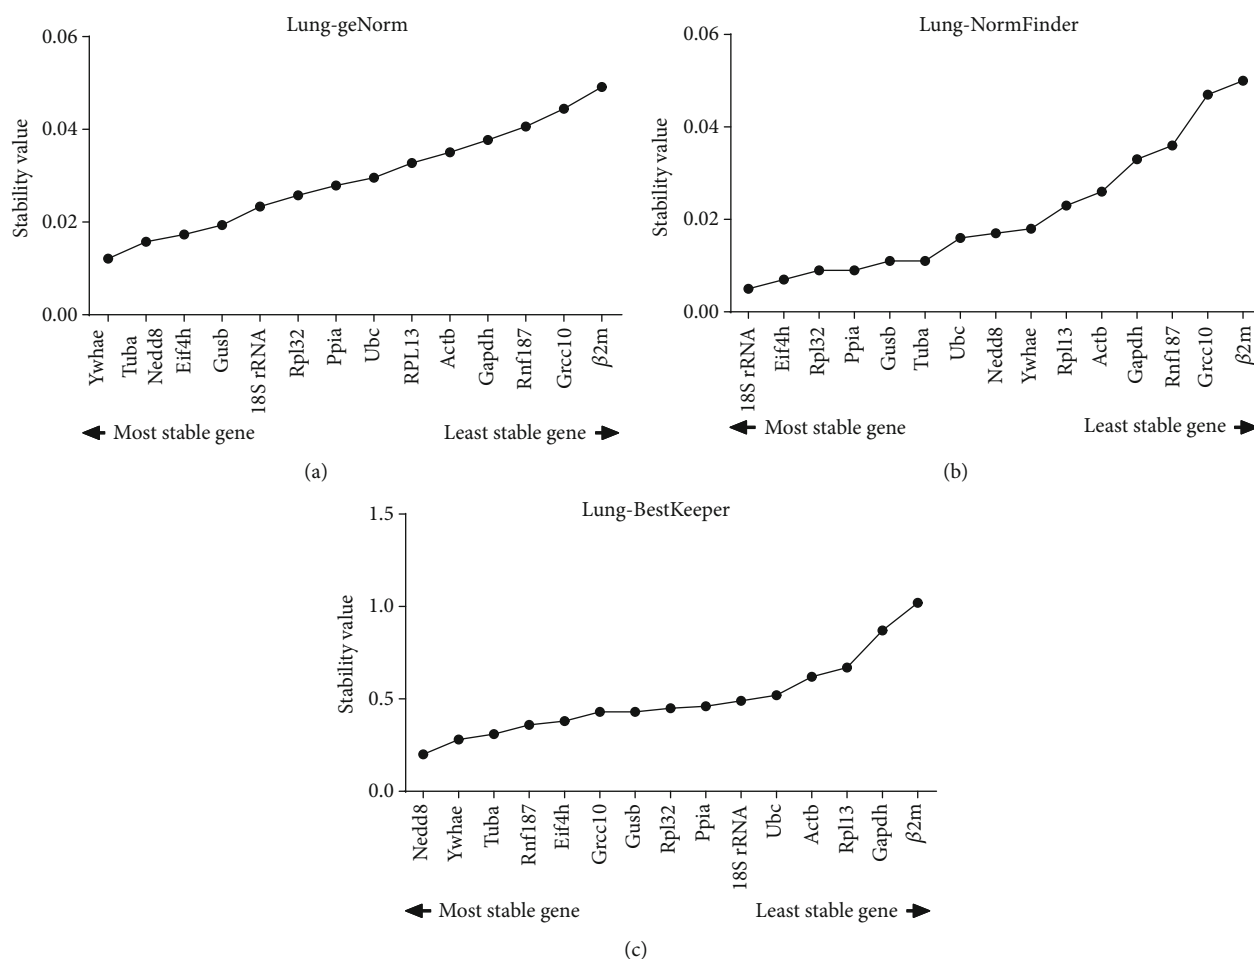 Lung-geNorm
0.06
0.04
0.02
0.00
Stability value
Ywhae
Tuba
Nedd8
Eif4h
Gusb
18S rRNA
Rpl32
Ppia
Ubc
RPL13
Actb
Gapdh
Rnf187
Grcc10
β2m
Most stable gene
Least stable gene
(a)
Lung-NormFinder
0.06
0.04
0.02
0.00
Stability value
18S rRNA
Eif4h
Rpl32
Ppia
Gusb
Tuba
Ubc
Nedd8
Ywhae
Rpl13
Actb
Gapdh
Rnf187
Grcc10
β2m
Most stable gene
Least stable gene
(b)
Lung-BestKeeper
1.5
1.0
0.5
0.0
Stability value
Nedd8
Ywhae
Tuba
Rnf187
Eif4h
Grcc10
Gusb
Rpl32
Ppia
18S rRNA
Ubc
Actb
Rpl13
Gapdh
β2m
Most stable gene
Least stable gene
(c)